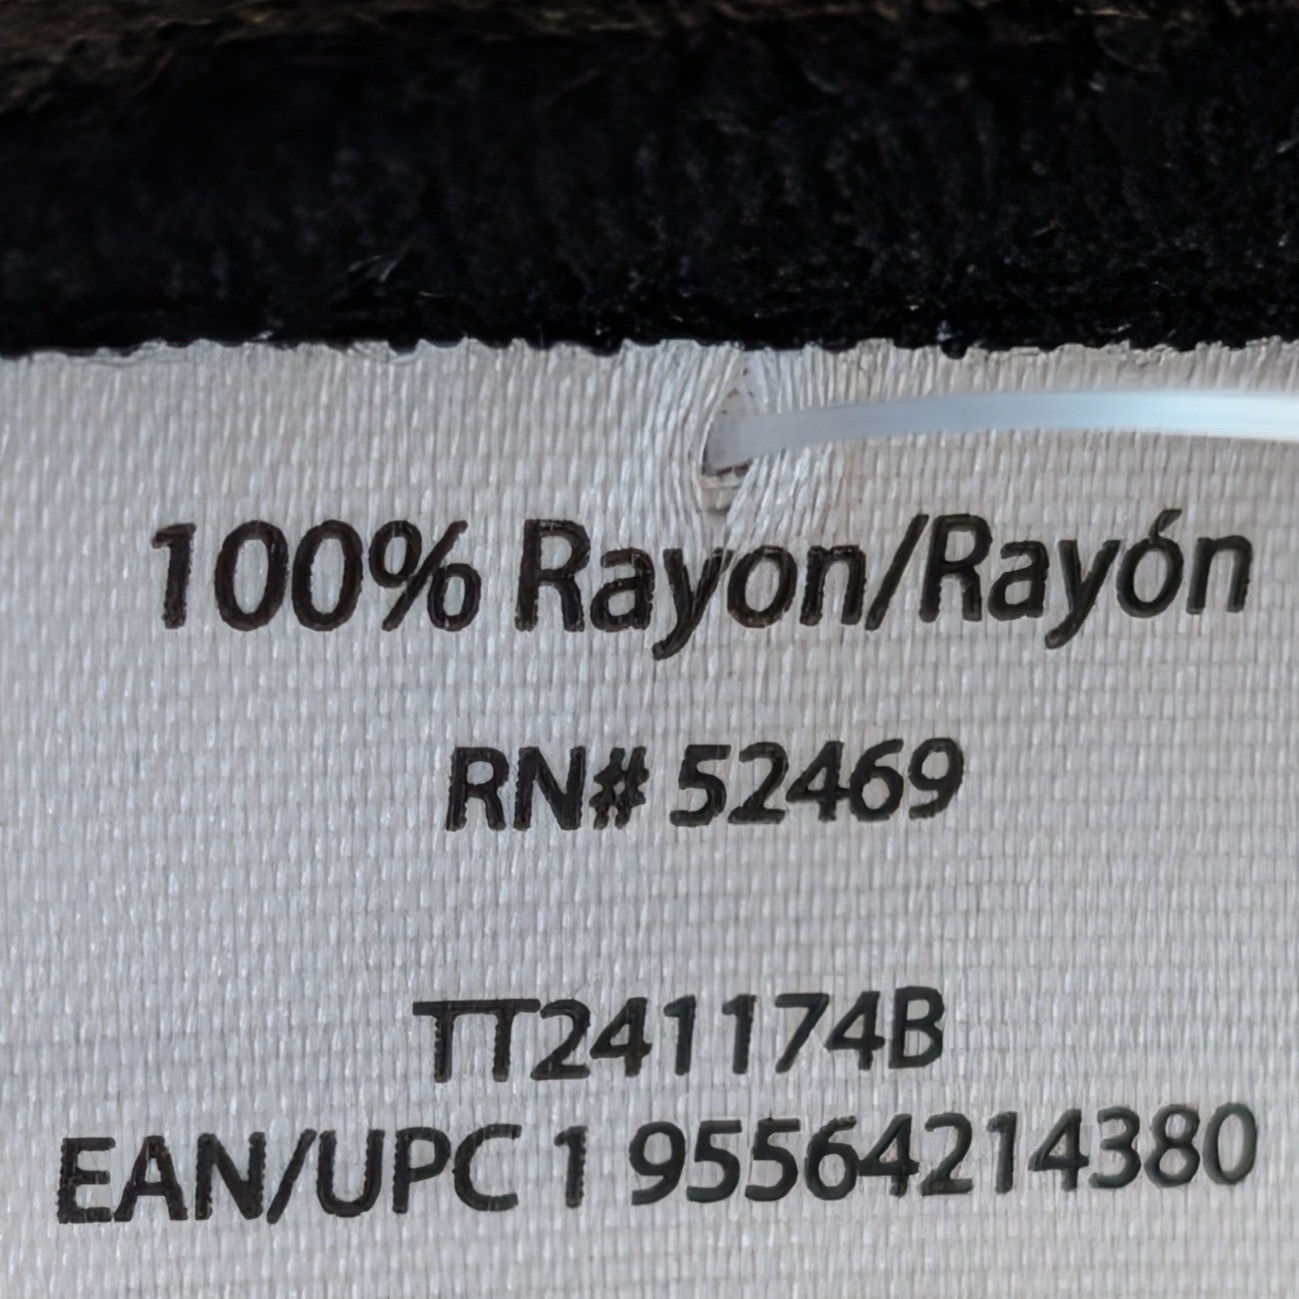 100% Rayon/Rayón
RN# 52469
TT241174B
EAN/UPC 1 95564214380